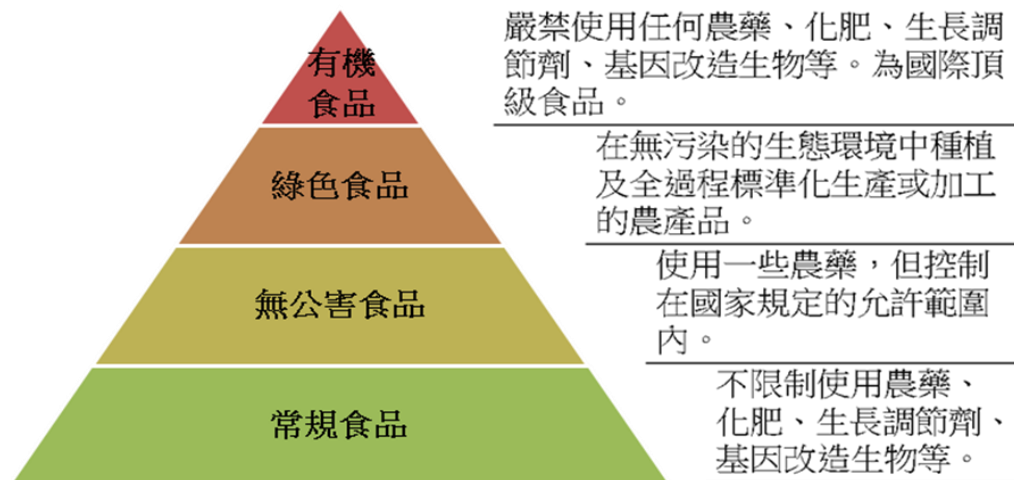 有機
食品
嚴禁使用任何農藥、化肥、生長調
節劑、基因改造生物等。為國際頂
級食品。
綠色食品
在無污染的生態環境中種植
及全過程標準化生產或加工
的農產品。
無公害食品
使用一些農藥，但控制
在國家規定的允許範圍
內。
常規食品
不限制使用農藥、
化肥、生長調節劑、
基因改造生物等。